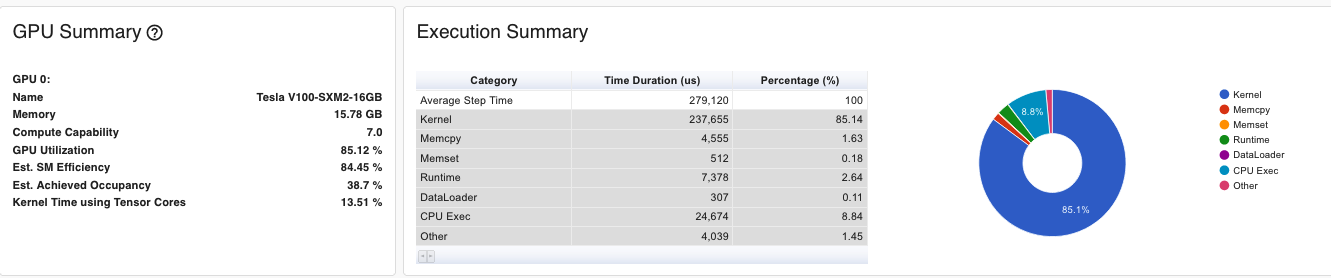 GPU Summary
GPU 0:
Name Tesla V100-SXM2-16GB
Memory 15.78 GB
Compute Capability 7.0
GPU Utilization 85.12 %
Est. SM Efficiency 84.45 %
Est. Achieved Occupancy 38.7 %
Kernel Time using Tensor Cores 13.51 %
Execution Summary
Category Time Duration (us) Percentage (%)
Average Step Time 279,120 100
Kernel 237,655 85.14
Memcpy 4,555 1.63
Memset 512 0.18
Runtime 7,378 2.64
DataLoader 307 0.11
CPU Exec 24,674 8.84
Other 4,039 1.45
8.8%
85.1%
Kernel
Memcpy
Memset
Runtime
DataLoader
CPU Exec
Other